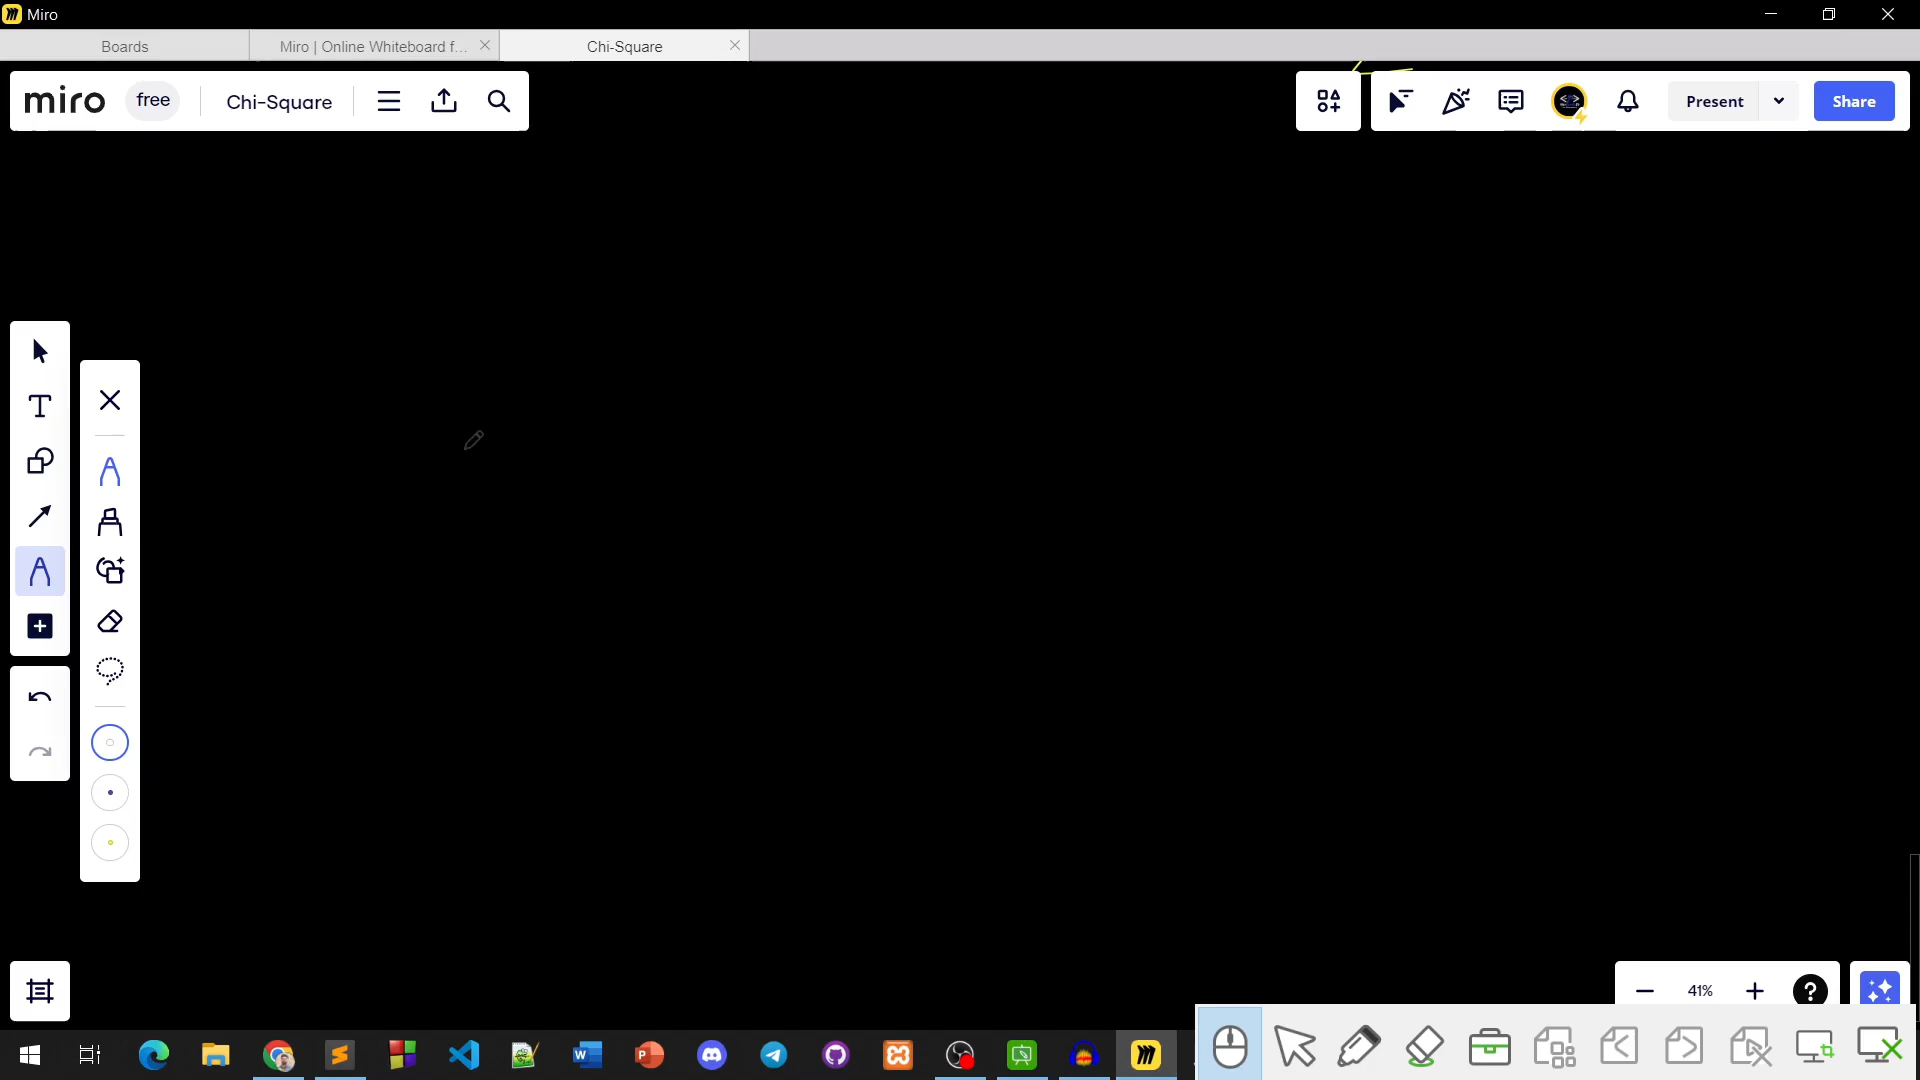 Miro
Boards
Miro | Online Whiteboard f...
Chi-Square
miro
free
Chi-Square
Present
Share
41%